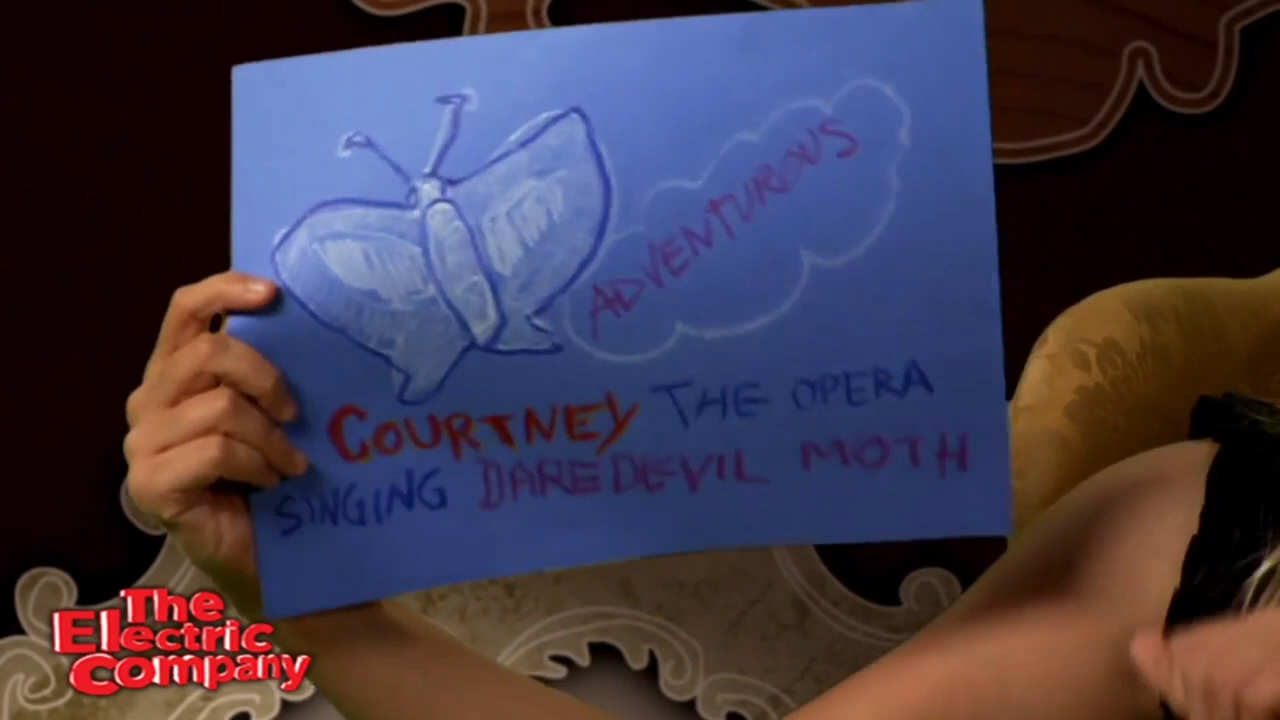 ADVENTUROUS
COURTNEY THE OPERA
SINGING DAREDEVIL MOTH
The
Electric
Company